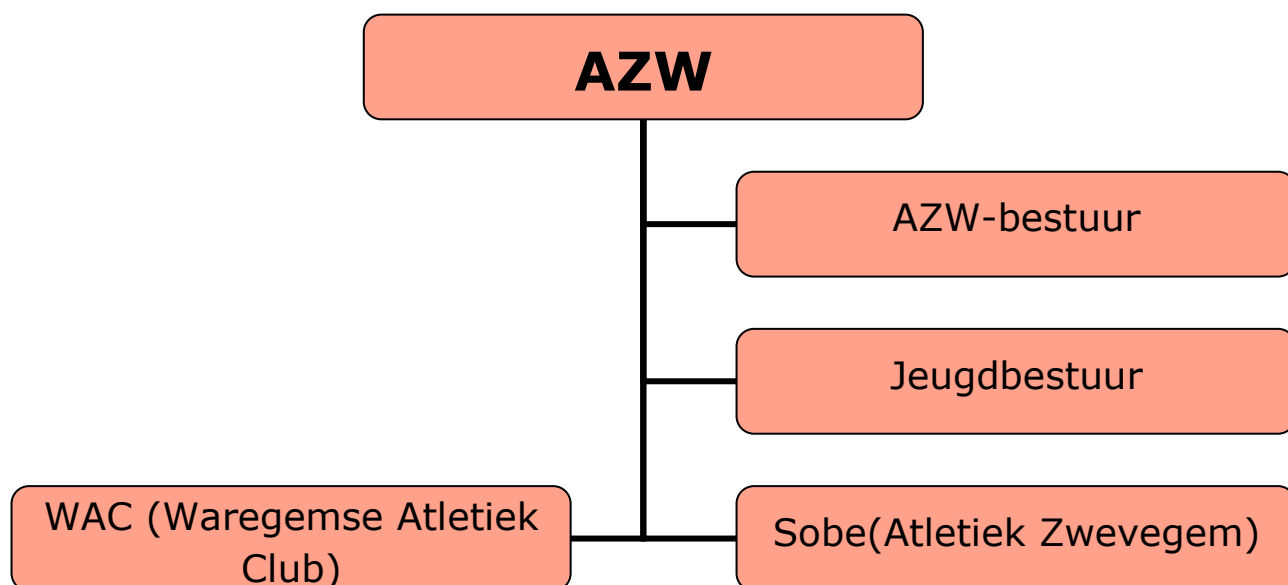 AZW
AZW-bestuur
Jeugdbestuur
WAC (Waregemse Atletiek
Club)
Sobe(Atletiek Zwevegem)